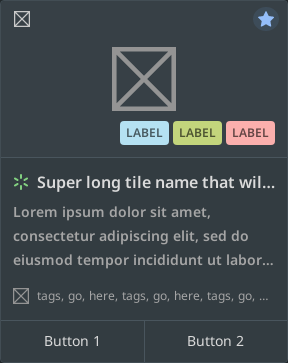 LABEL LABEL LABEL
Super long tile name that wil...
Lorem ipsum dolor sit amet,
consectetur adipiscing elit, sed do
eiusmod tempor incididunt ut labor...
tags, go, here, tags, go, here, tags, go, ...
Button 1 Button 2